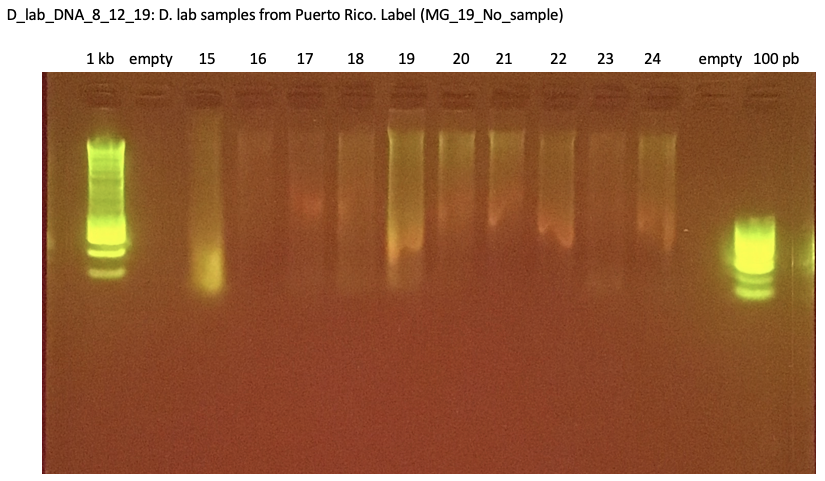 D_lab_DNA_8_12_19: D. lab samples from Puerto Rico. Label (MG_19_No_sample)
1 kb empty 15 16 17 18 19 20 21 22 23 24 empty 100 pb